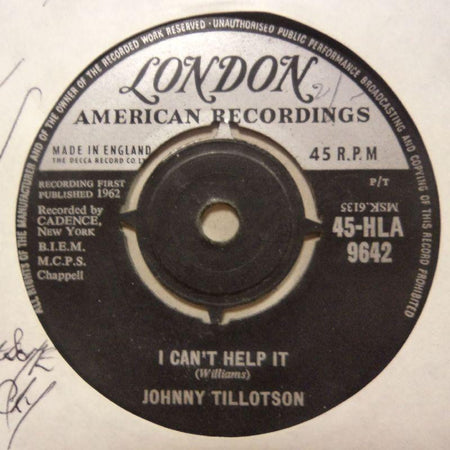 ALL RIGHTS OF THE MANUFACTURER AND OF THE OWNER OF THE RECORDED WORK RESERVED - UNAUTHORISED PUBLIC PERFORMANCE BROADCASTING AND COPYING OF THIS RECORD PROHIBITED
LONDON
AMERICAN RECORDINGS
MADE IN ENGLAND
THE DECCA RECORD CO LTD
45 R.P.M
RECORDING FIRST
PUBLISHED 1962
Recorded by
CADENCE,
New York
B.I.E.M.
M.C.P.S.
Chappell
P/T
MSK.6135
45-HLA
9642
I CAN'T HELP IT
(Williams)
JOHNNY TILLOTSON